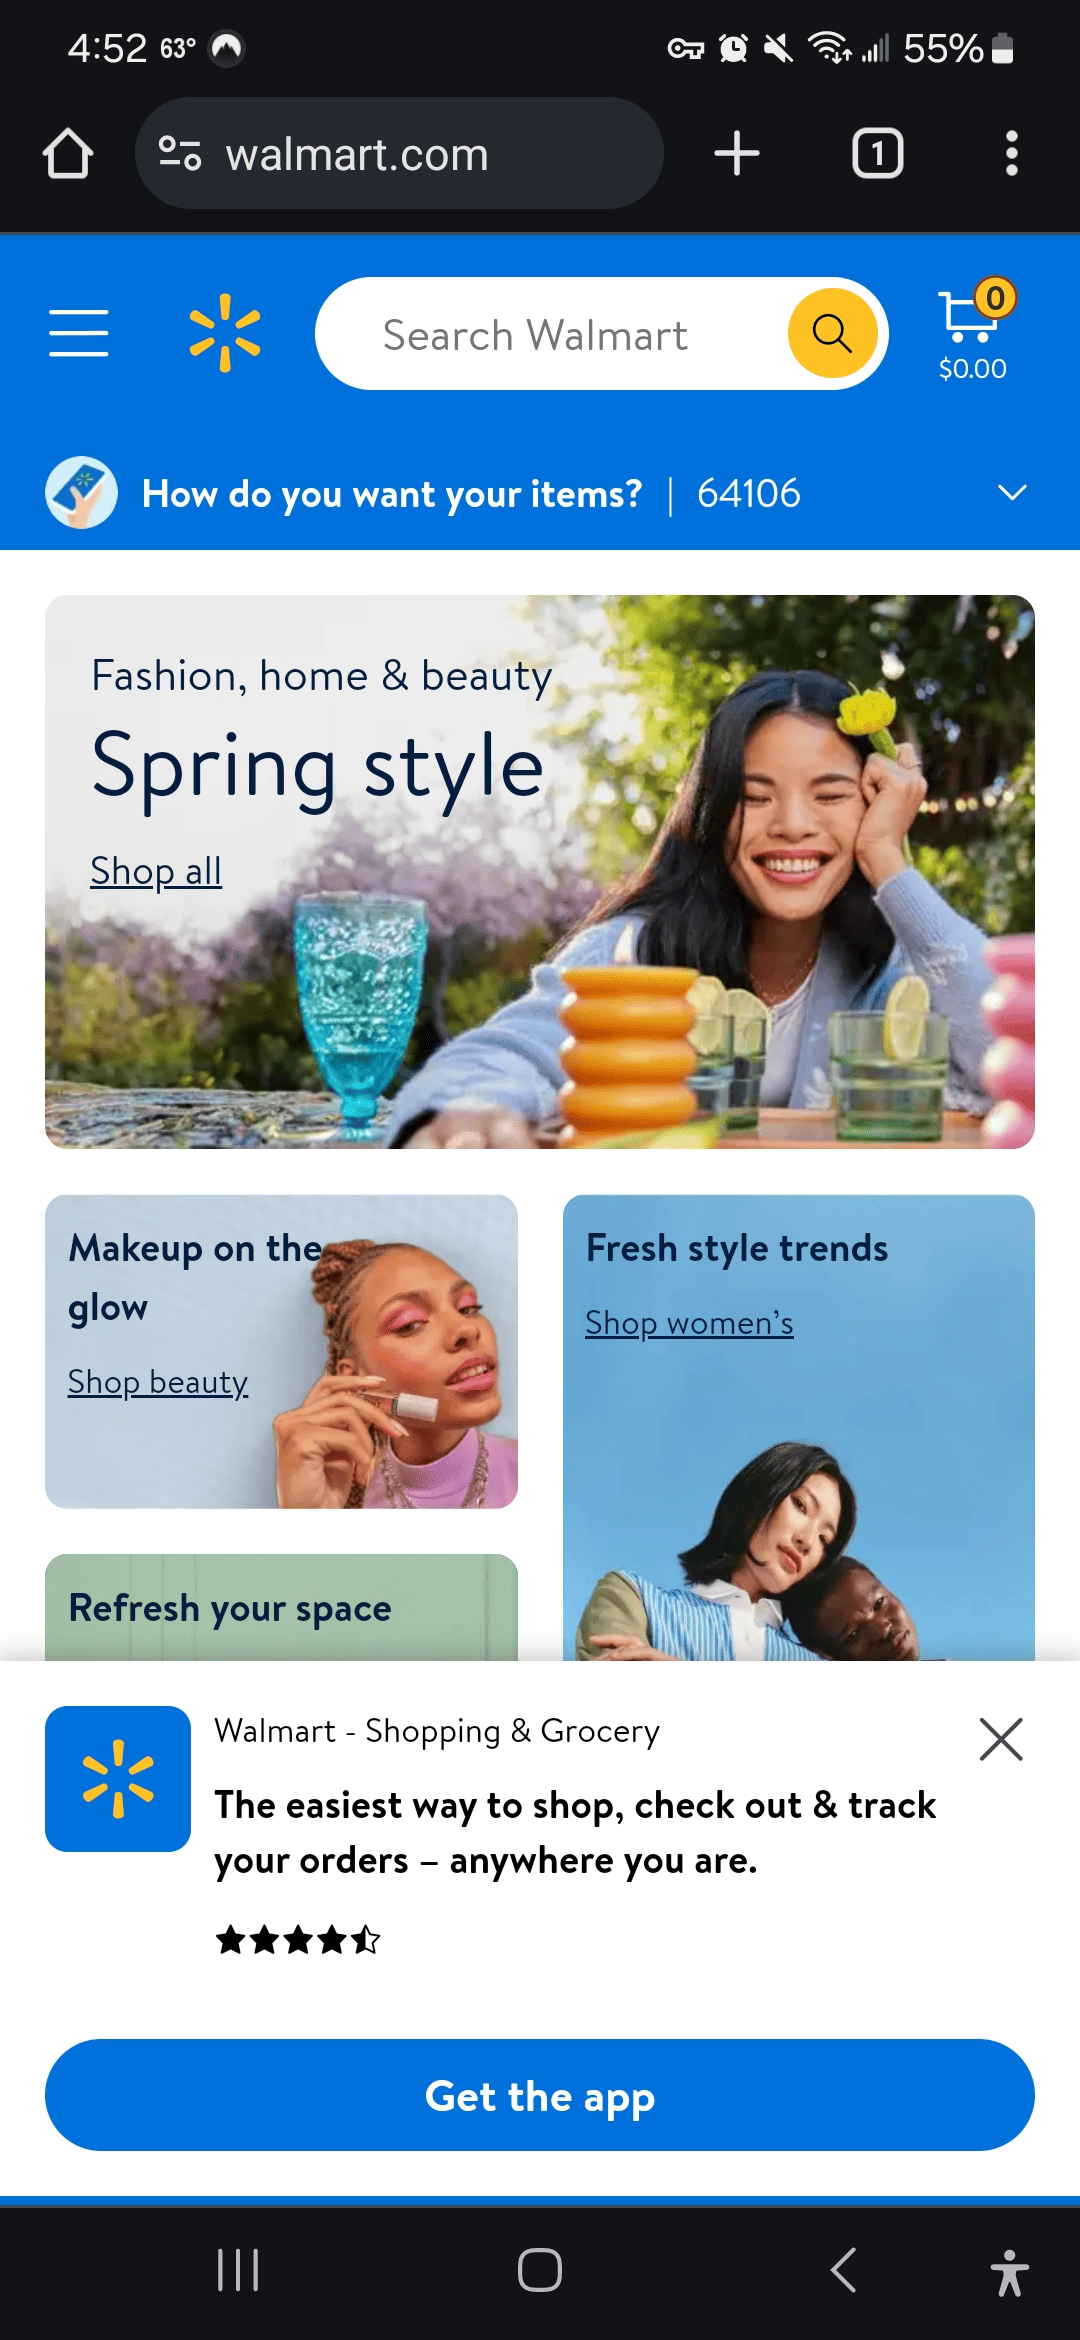 4:52 63° 55%
walmart.com 1
Search Walmart
0
$0.00
How do you want your items? | 64106
Fashion, home & beauty
Spring style
Shop all
Makeup on the
glow
Shop beauty
Fresh style trends
Shop women’s
Refresh your space
Walmart - Shopping & Grocery
The easiest way to shop, check out & track
your orders – anywhere you are.
Get the app